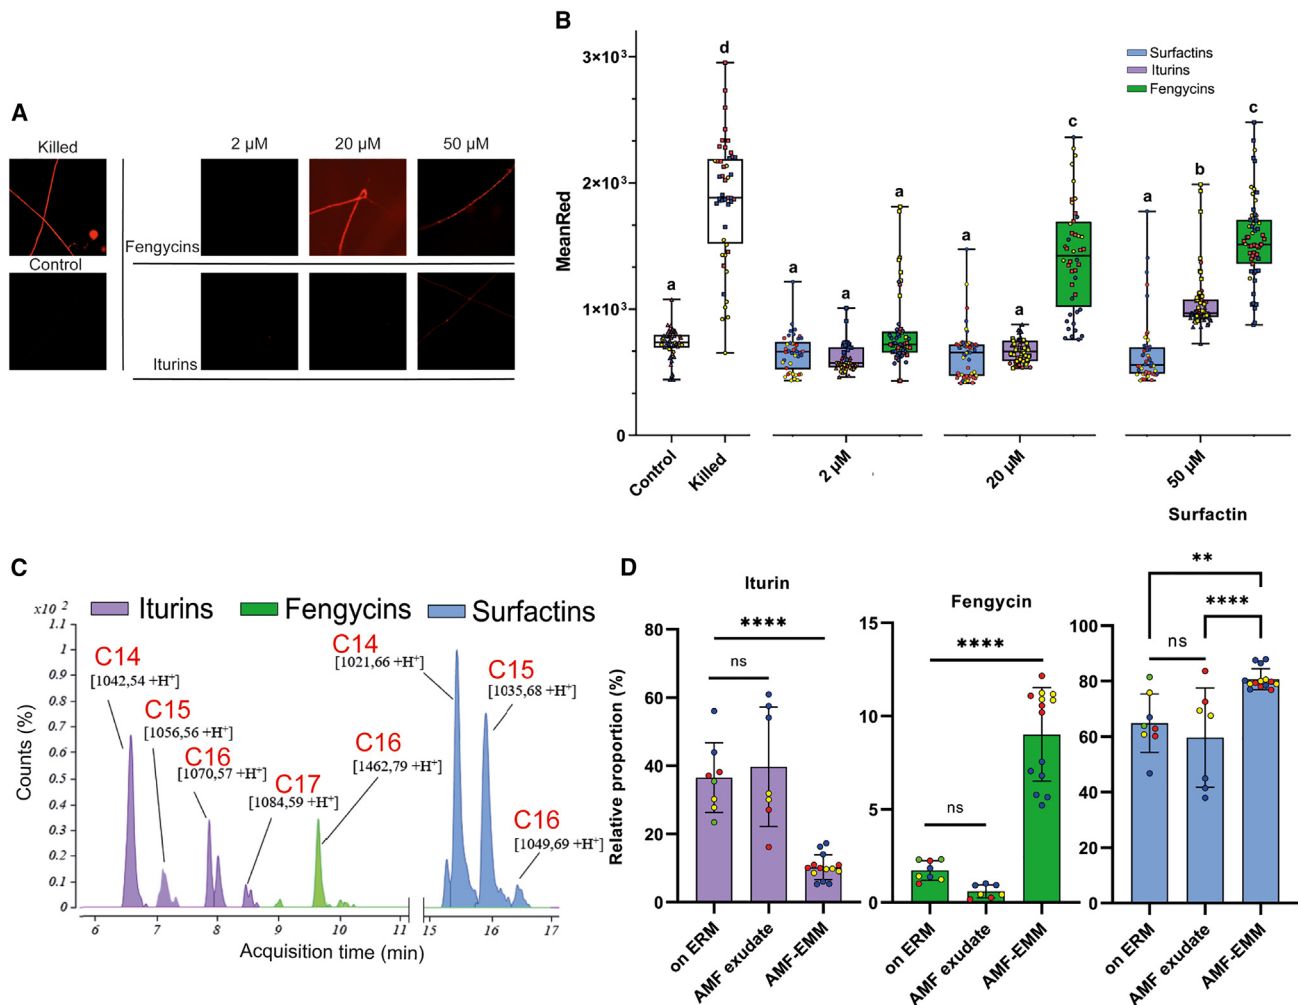 A
Killed
2 µM
20 µM
50 µM
Fengycins
Control
Iturins
B
MeanRed
3×10³
2×10³
1×10³
0
Surfactins
Iturins
Fengycins
a
d
a
a
a
a
a
c
a
b
c
Control
Killed
2 µM
20 µM
50 µM
C
x10 ²
Iturins
Fengycins
Surfactins
Counts (%)
1.1
1
0.9
0.8
0.7
0.6
0.5
0.4
0.3
0.2
0.1
0
C14
[1042,54 +H⁺]
C15
[1056,56 +H⁺]
C16
[1070,57 +H⁺]
C17
[1084,59 +H⁺]
C16
[1462,79 +H⁺]
C14
[1021,66 +H⁺]
C15
[1035,68 +H⁺]
C16
[1049,69 +H⁺]
6
7
8
9
10
11
15
16
17
Acquisition time (min)
D
Relative proportion (%)
Iturin
****
ns
80
60
40
20
0
on ERM
AMF exudate
AMF-EMM
Fengycin
****
ns
15
10
5
0
on ERM
AMF exudate
AMF-EMM
Surfactin
**
****
ns
100
80
60
40
20
0
on ERM
AMF exudate
AMF-EMM